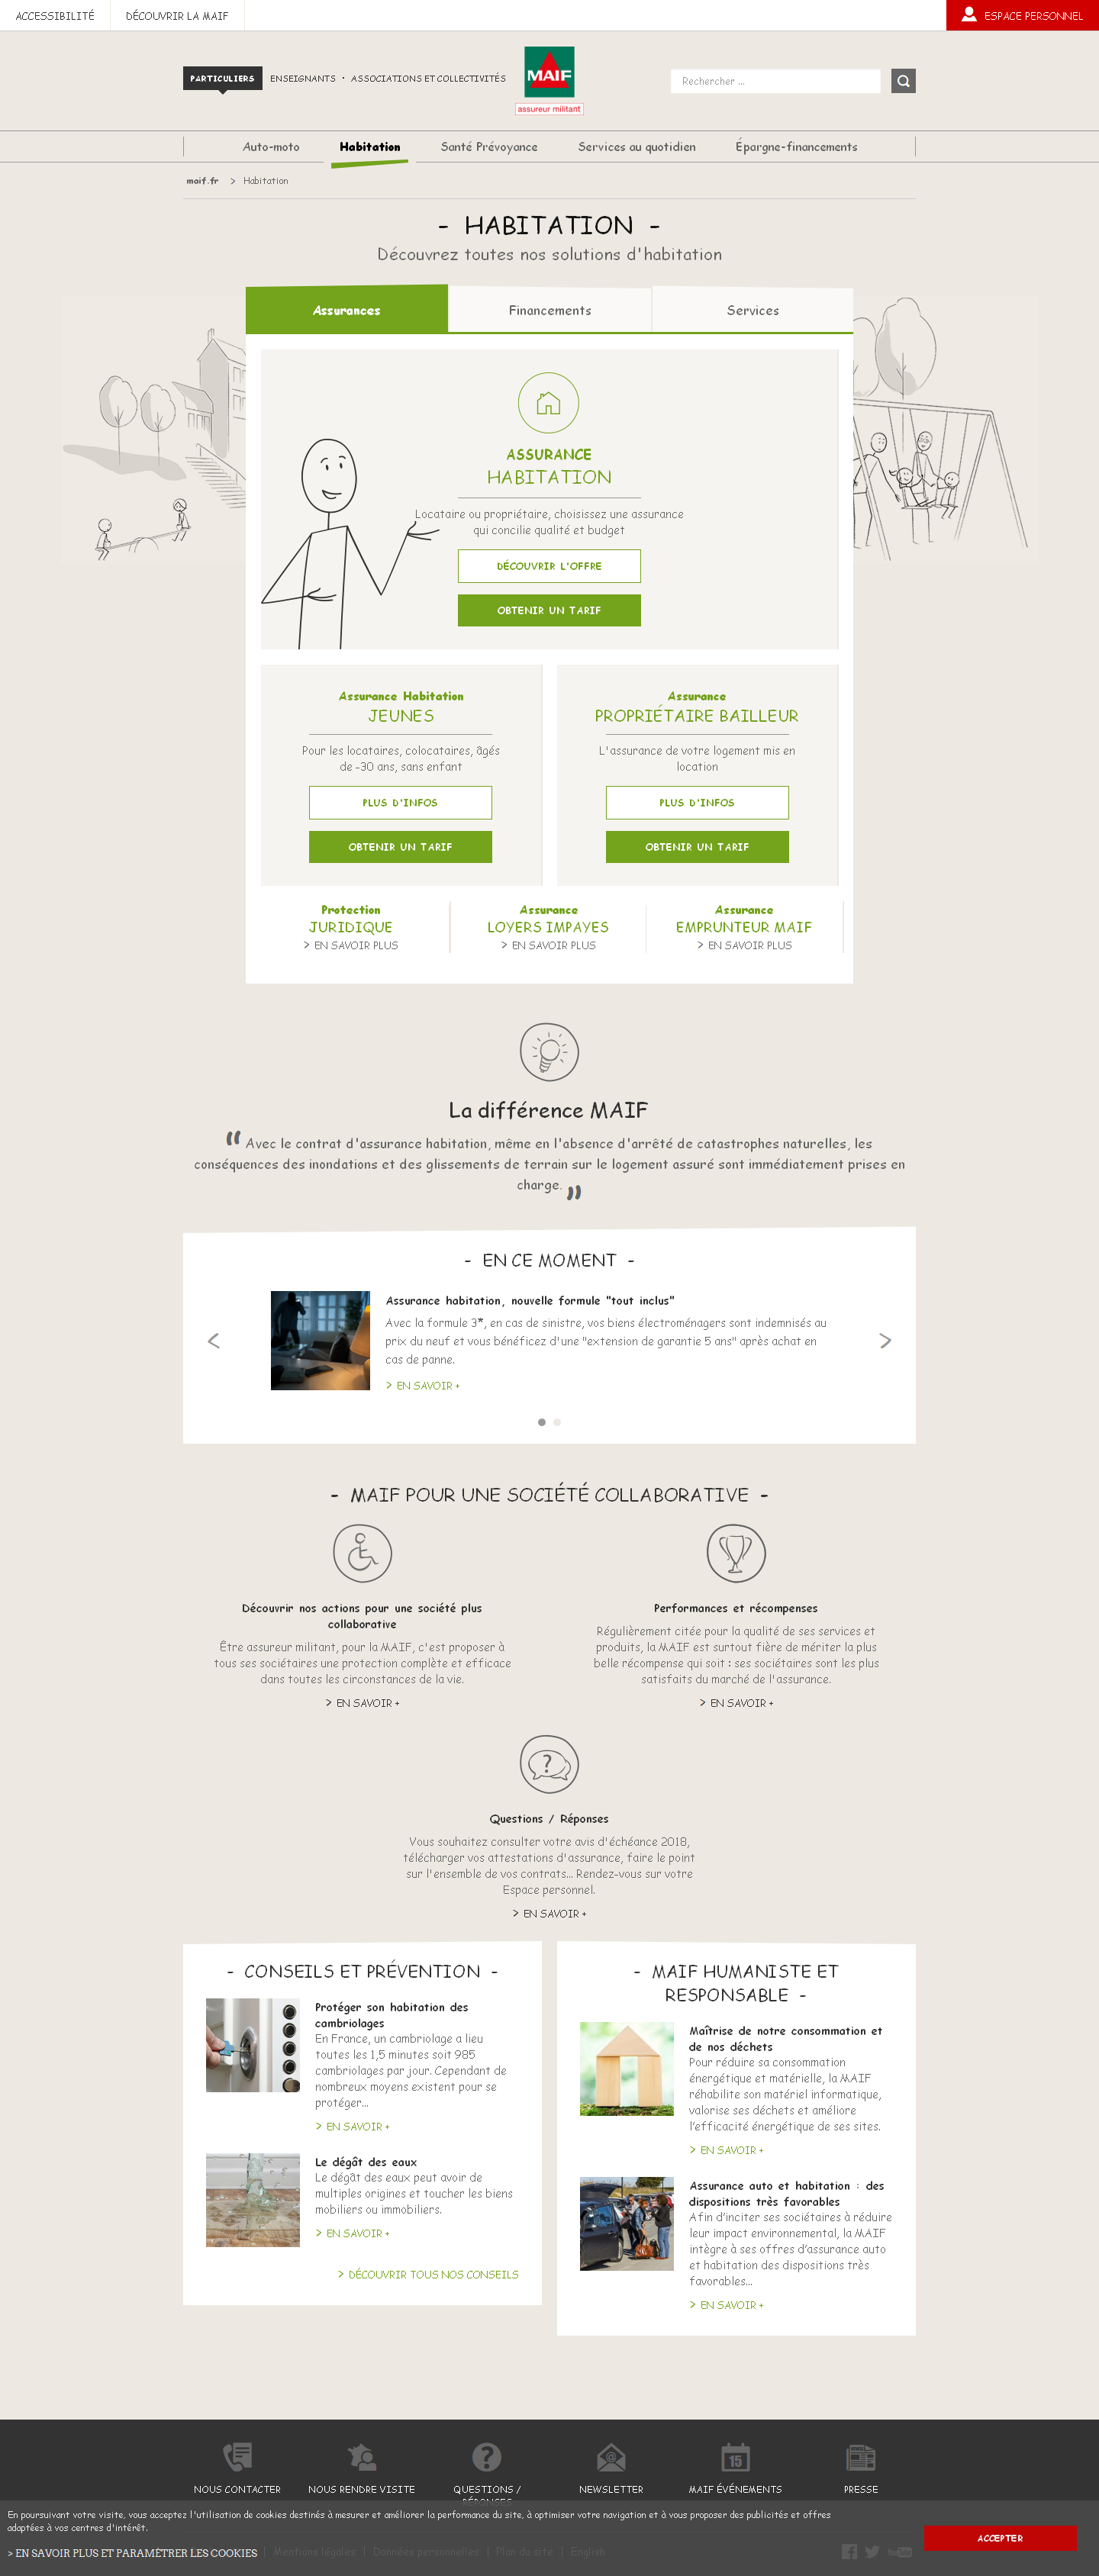 ACCESSIBILITÉ
DÉCOUVRIR LA MAIF
ESPACE PERSONNEL
PARTICULIERS
ENSEIGNANTS • ASSOCIATIONS ET COLLECTIVITÉS
MAIF
assureur militant
Rechercher ...
Auto-moto
Habitation
Santé Prévoyance
Services au quotidien
Épargne-financements
maif.fr > Habitation
- HABITATION -
Découvrez toutes nos solutions d'habitation
Assurances
Financements
Services
ASSURANCE
HABITATION
Locataire ou propriétaire, choisissez une assurance
qui concilie qualité et budget
DÉCOUVRIR L'OFFRE
OBTENIR UN TARIF
Assurance Habitation
JEUNES
Pour les locataires, colocataires, âgés
de -30 ans, sans enfant
PLUS D'INFOS
OBTENIR UN TARIF
Assurance
PROPRIÉTAIRE BAILLEUR
L'assurance de votre logement mis en
location
PLUS D'INFOS
OBTENIR UN TARIF
Protection
JURIDIQUE
> EN SAVOIR PLUS
Assurance
LOYERS IMPAYES
> EN SAVOIR PLUS
Assurance
EMPRUNTEUR MAIF
> EN SAVOIR PLUS
La différence MAIF
" Avec le contrat d'assurance habitation, même en l'absence d'arrêté de catastrophes naturelles, les
conséquences des inondations et des glissements de terrain sur le logement assuré sont immédiatement prises en
charge. "
- EN CE MOMENT -
Assurance habitation, nouvelle formule "tout inclus"
Avec la formule 3*, en cas de sinistre, vos biens électroménagers sont indemnisés au
prix du neuf et vous bénéficez d'une "extension de garantie 5 ans" après achat en
cas de panne.
> EN SAVOIR +
- MAIF POUR UNE SOCIÉTÉ COLLABORATIVE -
Découvrir nos actions pour une société plus
collaborative
Être assureur militant, pour la MAIF, c'est proposer à
tous ses sociétaires une protection complète et efficace
dans toutes les circonstances de la vie.
> EN SAVOIR +
Performances et récompenses
Régulièrement citée pour la qualité de ses services et
produits, la MAIF est surtout fière de mériter la plus
belle récompense qui soit : ses sociétaires sont les plus
satisfaits du marché de l'assurance.
> EN SAVOIR +
Questions / Réponses
Vous souhaitez consulter votre avis d'échéance 2018,
télécharger vos attestations d'assurance, faire le point
sur l'ensemble de vos contrats... Rendez-vous sur votre
Espace personnel.
> EN SAVOIR +
- CONSEILS ET PRÉVENTION -
Protéger son habitation des
cambriolages
En France, un cambriolage a lieu
toutes les 1,5 minutes soit 985
cambriolages par jour. Cependant de
nombreux moyens existent pour se
protéger...
> EN SAVOIR +
Le dégât des eaux
Le dégât des eaux peut avoir de
multiples origines et toucher les biens
mobiliers ou immobiliers.
> EN SAVOIR +
> DÉCOUVRIR TOUS NOS CONSEILS
- MAIF HUMANISTE ET
RESPONSABLE -
Maîtrise de notre consommation et
de nos déchets
Pour réduire sa consommation
énergétique et matérielle, la MAIF
réhabilite son matériel informatique,
valorise ses déchets et améliore
l'efficacité énergétique de ses sites.
> EN SAVOIR +
Assurance auto et habitation : des
dispositions très favorables
Afin d'inciter ses sociétaires à réduire
leur impact environnemental, la MAIF
intègre à ses offres d'assurance auto
et habitation des dispositions très
favorables...
> EN SAVOIR +
15
NOUS CONTACTER
NOUS RENDRE VISITE
QUESTIONS /
RÉPONSES
NEWSLETTER
MAIF ÉVÉNEMENTS
PRESSE
En poursuivant votre visite, vous acceptez l'utilisation de cookies destinés à mesurer et améliorer la performance du site, à optimiser votre navigation et à vous proposer des publicités et offres
adaptées à vos centres d'intérêt.
> EN SAVOIR PLUS ET PARAMÉTRER LES COOKIES
ACCEPTER
| Mentions légales | Données personnelles | Plan du site | English